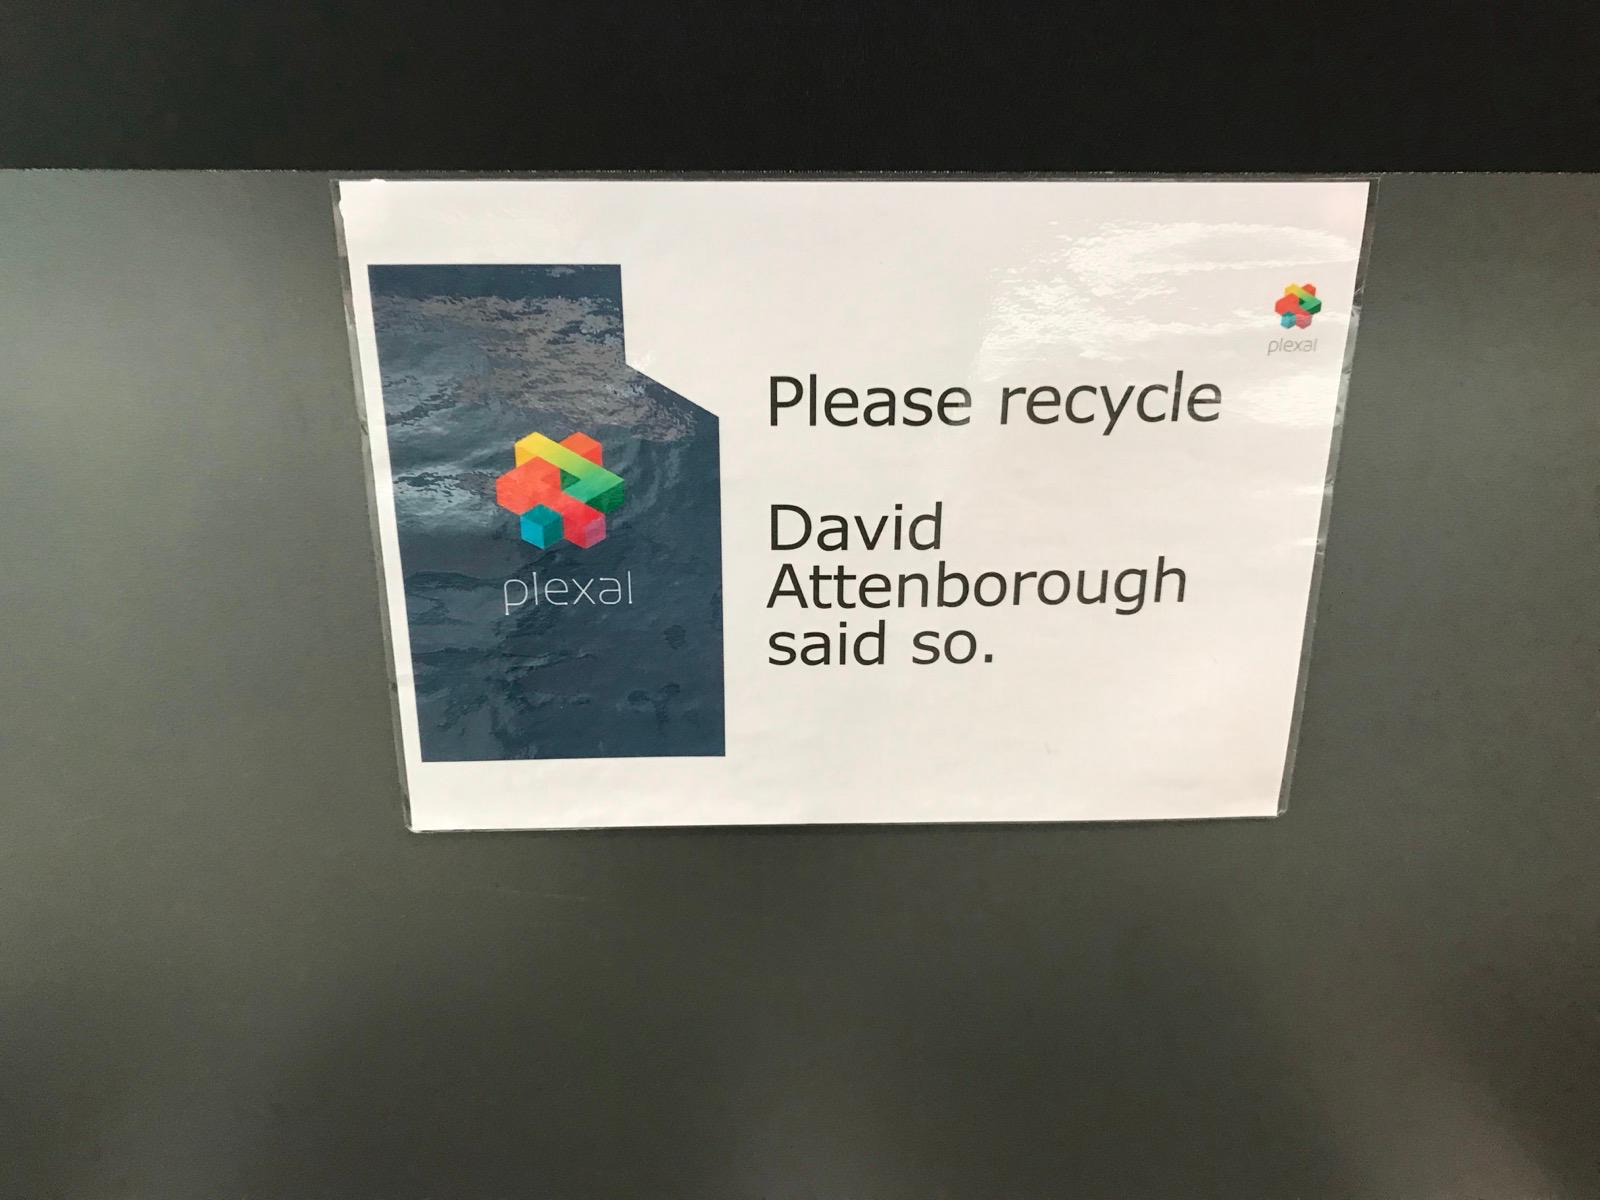 plexal
plexal
Please recycle
David
Attenborough
said so.